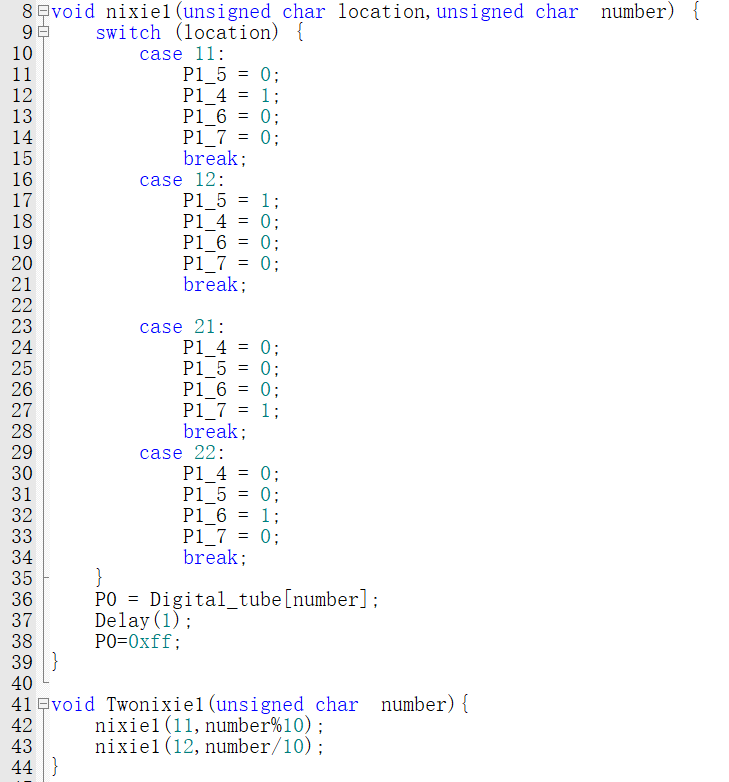 8 void nixiel(unsigned char location,unsigned char  number) {
9     switch (location) {
10         case 11:
11             P1_5 = 0;
12             P1_4 = 1;
13             P1_6 = 0;
14             P1_7 = 0;
15             break;
16         case 12:
17             P1_5 = 1;
18             P1_4 = 0;
19             P1_6 = 0;
20             P1_7 = 0;
21             break;
22
23         case 21:
24             P1_4 = 0;
25             P1_5 = 0;
26             P1_6 = 0;
27             P1_7 = 1;
28             break;
29         case 22:
30             P1_4 = 0;
31             P1_5 = 0;
32             P1_6 = 1;
33             P1_7 = 0;
34             break;
35     }
36     P0 = Digital_tube[number];
37     Delay(1);
38     P0=0xff;
39 }
40
41 void Twonixiel(unsigned char  number){
42     nixiel(11,number%10);
43     nixiel(12,number/10);
44 }